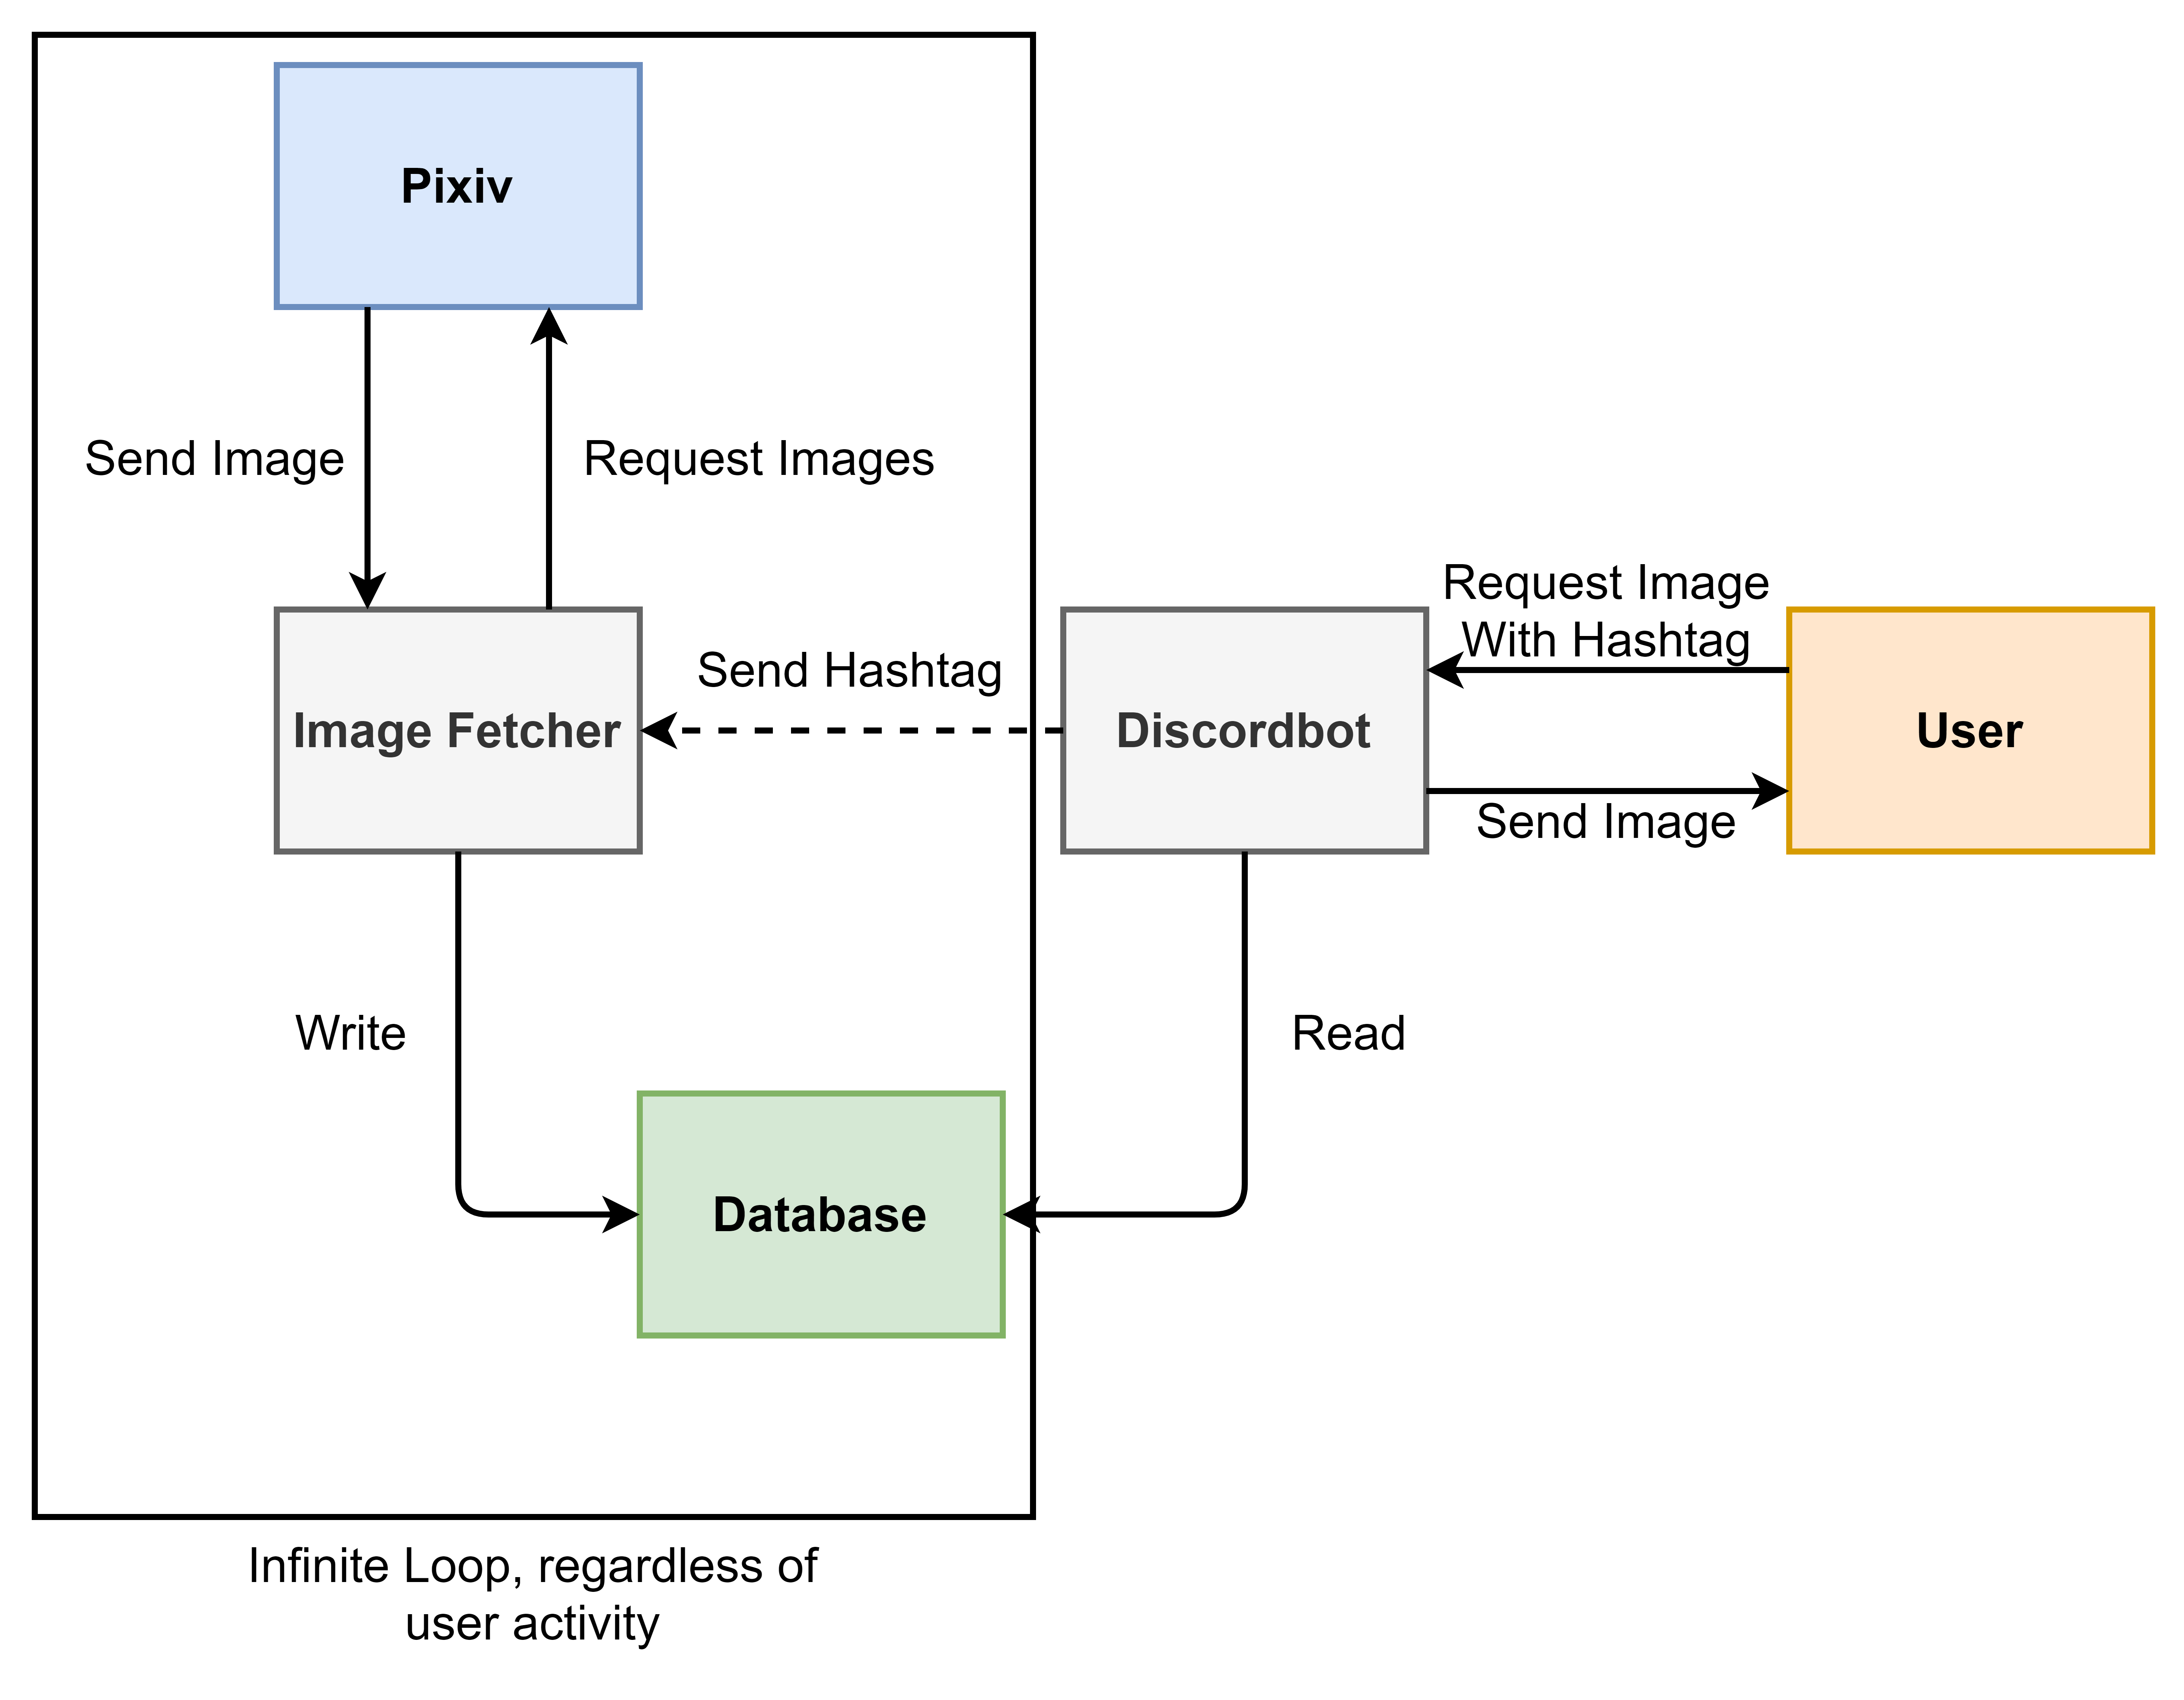 Pixiv
Send Image
Request Images
Request Image
With Hashtag
Send Hashtag
Image Fetcher
Discordbot
User
Send Image
Write
Read
Database
Infinite Loop, regardless of
user activity